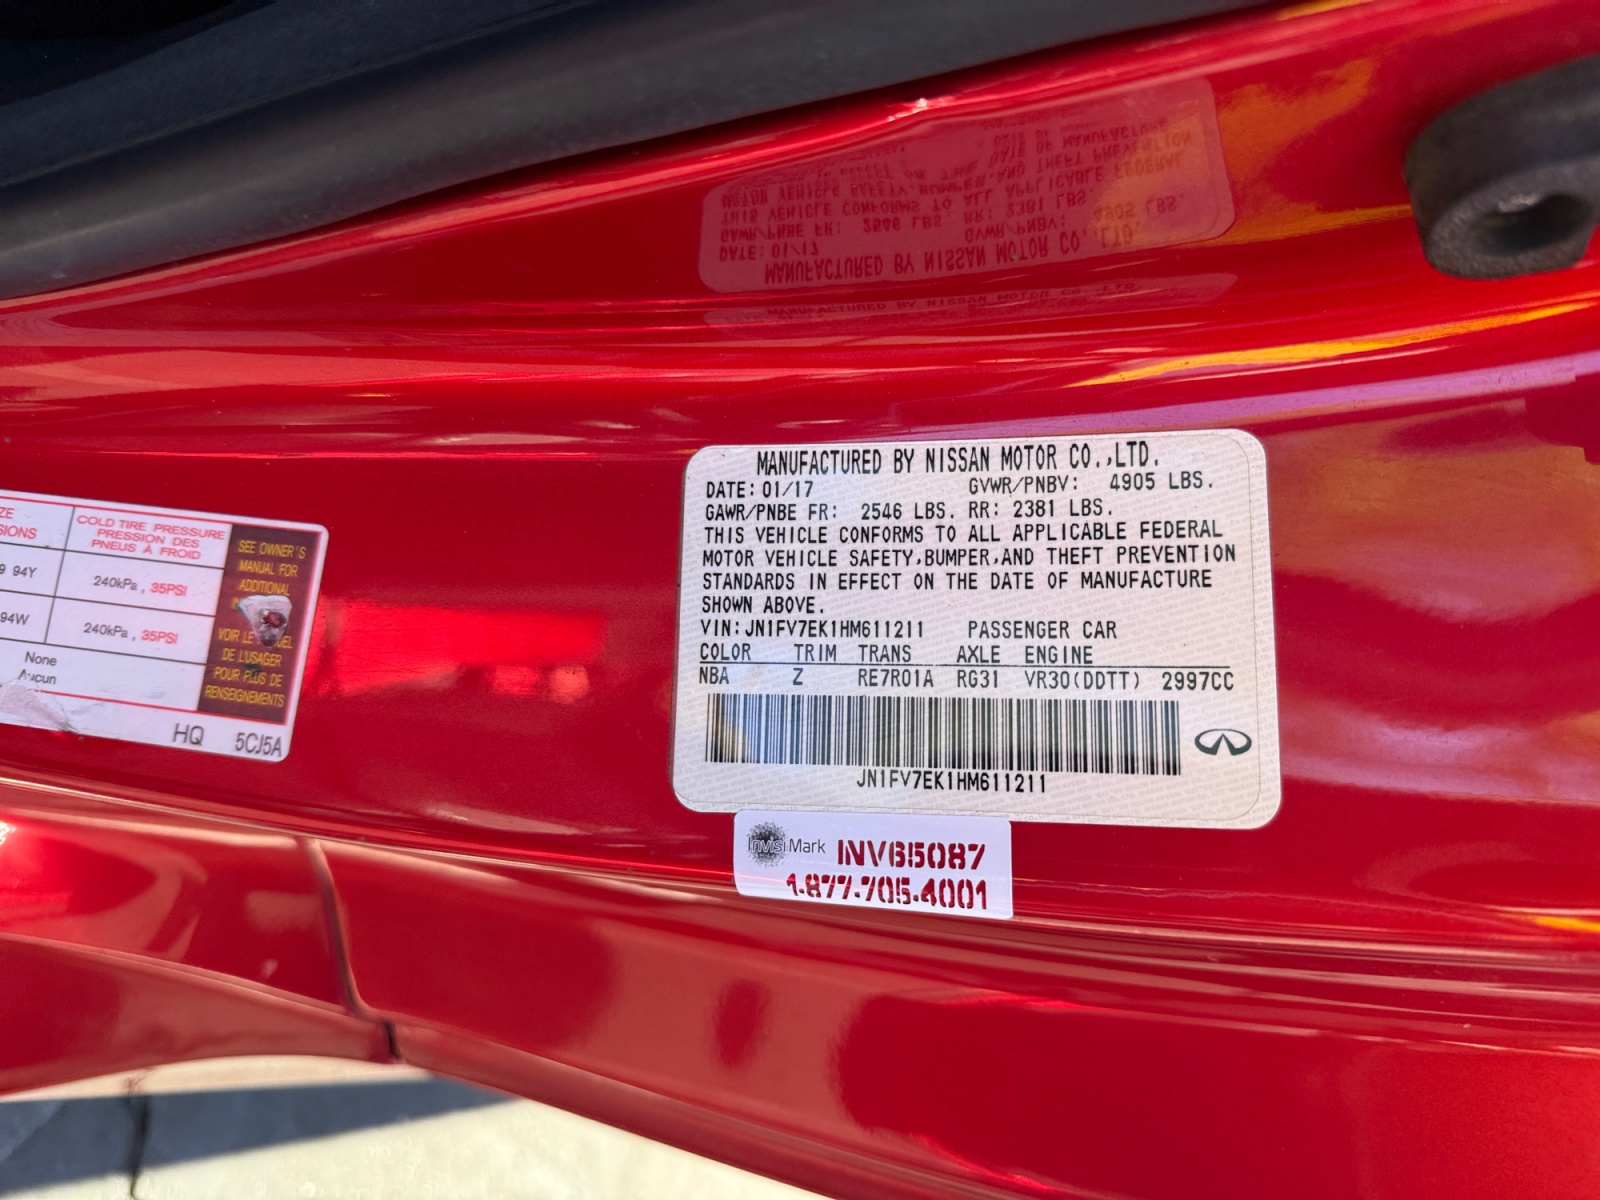 MANUFACTURED BY NISSAN MOTOR CO.,LTD.
DATE: 01/17 GVWR/PNBV: 4905 LBS.
GAWR/PNBE FR: 2546 LBS. RR: 2381 LBS.
THIS VEHICLE CONFORMS TO ALL APPLICABLE FEDERAL
MOTOR VEHICLE SAFETY,BUMPER,AND THEFT PREVENTION
STANDARDS IN EFFECT ON THE DATE OF MANUFACTURE
SHOWN ABOVE.
VIN: JN1FV7EK1HM611211 PASSENGER CAR
COLOR TRIM TRANS AXLE ENGINE
NBA Z RE7R01A RG31 VR30(DDTT) 2997CC
JN1FV7EK1HM611211
InvisiMark INV65087
1-877-705-4001
COLD TIRE PRESSURE
PRESSION DES
PNEUS À FROID
94Y 240kPa , 35PSI
94W 240kPa , 35PSI
None
Aucun
SEE OWNER'S
MANUAL FOR
ADDITIONAL
VOIR LE
DE L'USAGER
POUR PLUS DE
RENSEIGNEMENTS
HQ 5CJ5A